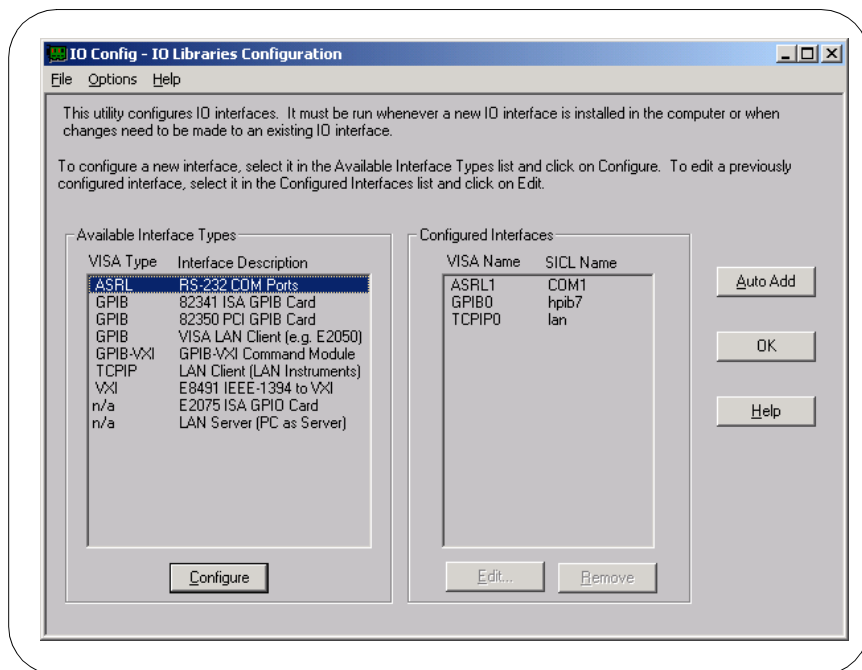 IO Config - IO Libraries Configuration
File Options Help
This utility configures IO interfaces. It must be run whenever a new IO interface is installed in the computer or when
changes need to be made to an existing IO interface.
To configure a new interface, select it in the Available Interface Types list and click on Configure. To edit a previously
configured interface, select it in the Configured Interfaces list and click on Edit.
Available Interface Types
VISA Type Interface Description
ASRL RS-232 COM Ports
GPIB 82341 ISA GPIB Card
GPIB 82350 PCI GPIB Card
GPIB VISA LAN Client (e.g. E2050)
GPIB-VXI GPIB-VXI Command Module
TCPIP LAN Client (LAN Instruments)
VXI E8491 IEEE-1394 to VXI
n/a E2075 ISA GPIO Card
n/a LAN Server (PC as Server)
Configure
Configured Interfaces
VISA Name SICL Name
ASRL1 COM1
GPIB0 hpib7
TCPIP0 lan
Edit... Remove
Auto Add
OK
Help